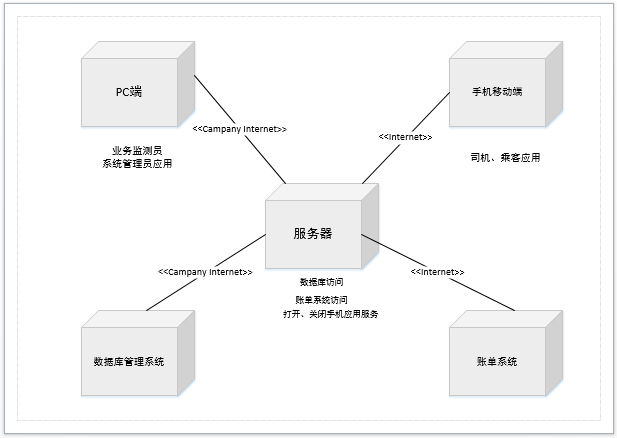 PC端
手机移动端
<<Campany Internet>>
<<Internet>>
业务监测员
系统管理员应用
司机、乘客应用
服务器
<<Campany Internet>>
<<Internet>>
数据库访问
账单系统访问
打开、关闭手机应用服务
数据库管理系统
账单系统